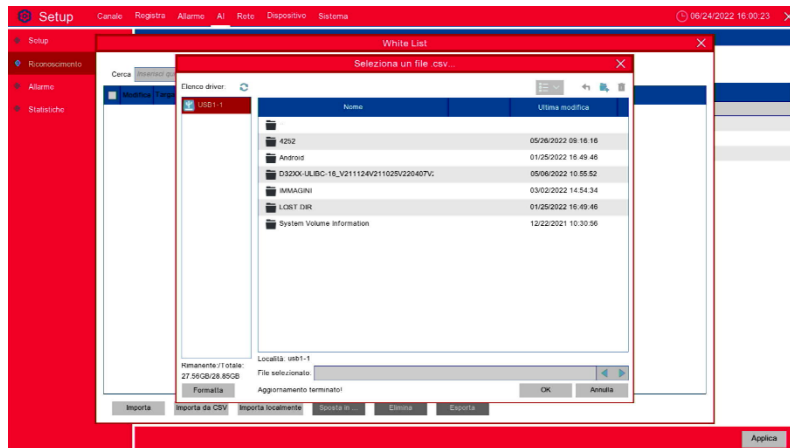 Setup Canale Registra Allarme AI Rete Dispositivo Sistema 06/24/2022 16:00:23
Setup
White List
Riconoscimento
Seleziona un file .csv...
Cerca
Allarme
Elenco driver:
Modifica
Statistiche
USB1-1
Nome Ultima modifica
4252 05/26/2022 09:16:16
Android 01/25/2022 16:49:46
D32XX-ULIBC-16_V211124V211025V220407V: 05/06/2022 10:55:52
IMMAGINI 03/02/2022 14:54:34
LOST DIR 01/25/2022 16:49:46
System Volume Information 12/22/2021 10:30:56
Località: usb1-1
Rimanente:/Totale:
27.56GB/28.85GB
File selezionato:
Formatta Aggiornamento terminato! OK Annulla
Importa Importa da CSV Importa localmente Sposta in ... Elimina Esporta
Applica